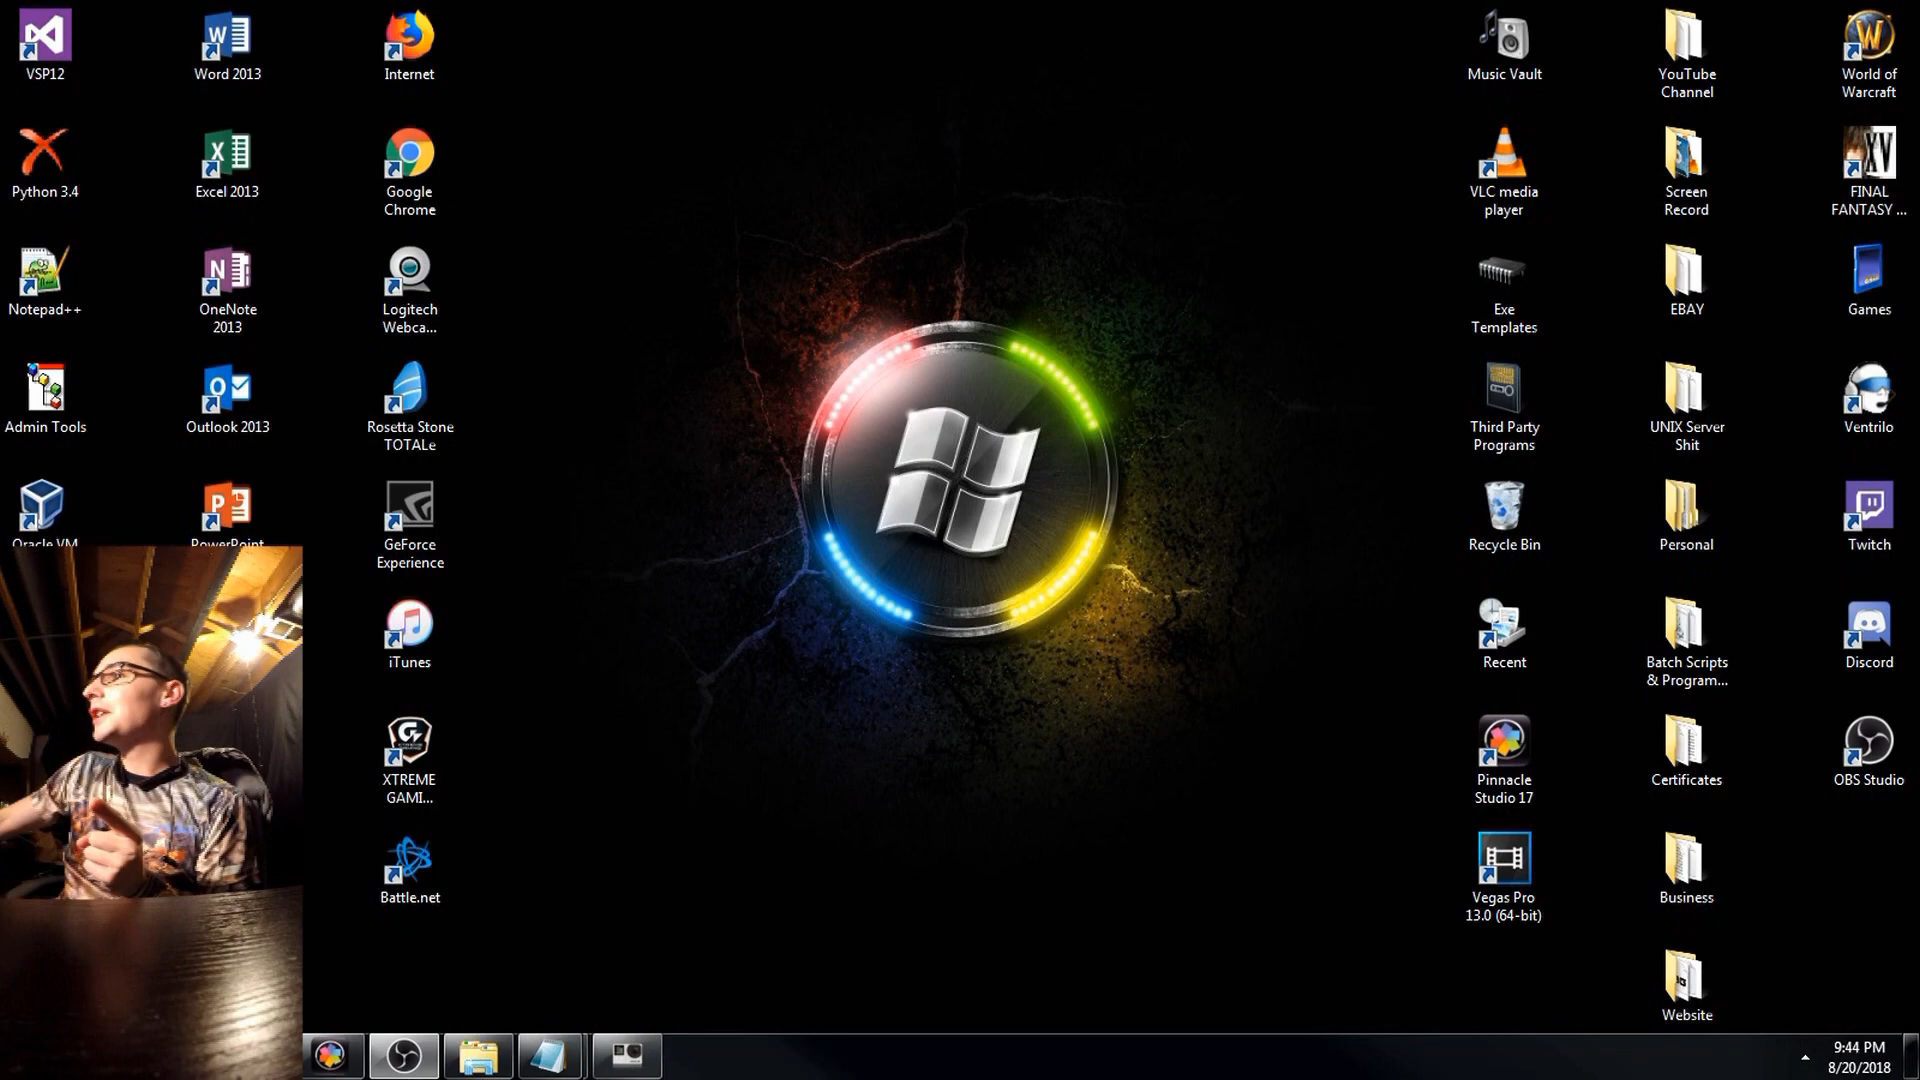 VSP12
Word 2013
Internet
Music Vault
YouTube
Channel
World of
Warcraft
Python 3.4
Excel 2013
Google
Chrome
VLC media
player
Screen
Record
XV
FINAL
FANTASY ...
Notepad++
OneNote
2013
Logitech
Webca...
Exe
Templates
EBAY
Games
Admin Tools
Outlook 2013
Rosetta Stone
TOTALe
Third Party
Programs
UNIX Server
Shit
Ventrilo
Oracle VM
PowerPoint
GeForce
Experience
Recycle Bin
Personal
Twitch
iTunes
Recent
Batch Scripts
& Program...
Discord
XTREME
GAMI...
Pinnacle
Studio 17
Certificates
OBS Studio
Battle.net
Vegas Pro
13.0 (64-bit)
Business
Website
9:44 PM
8/20/2018